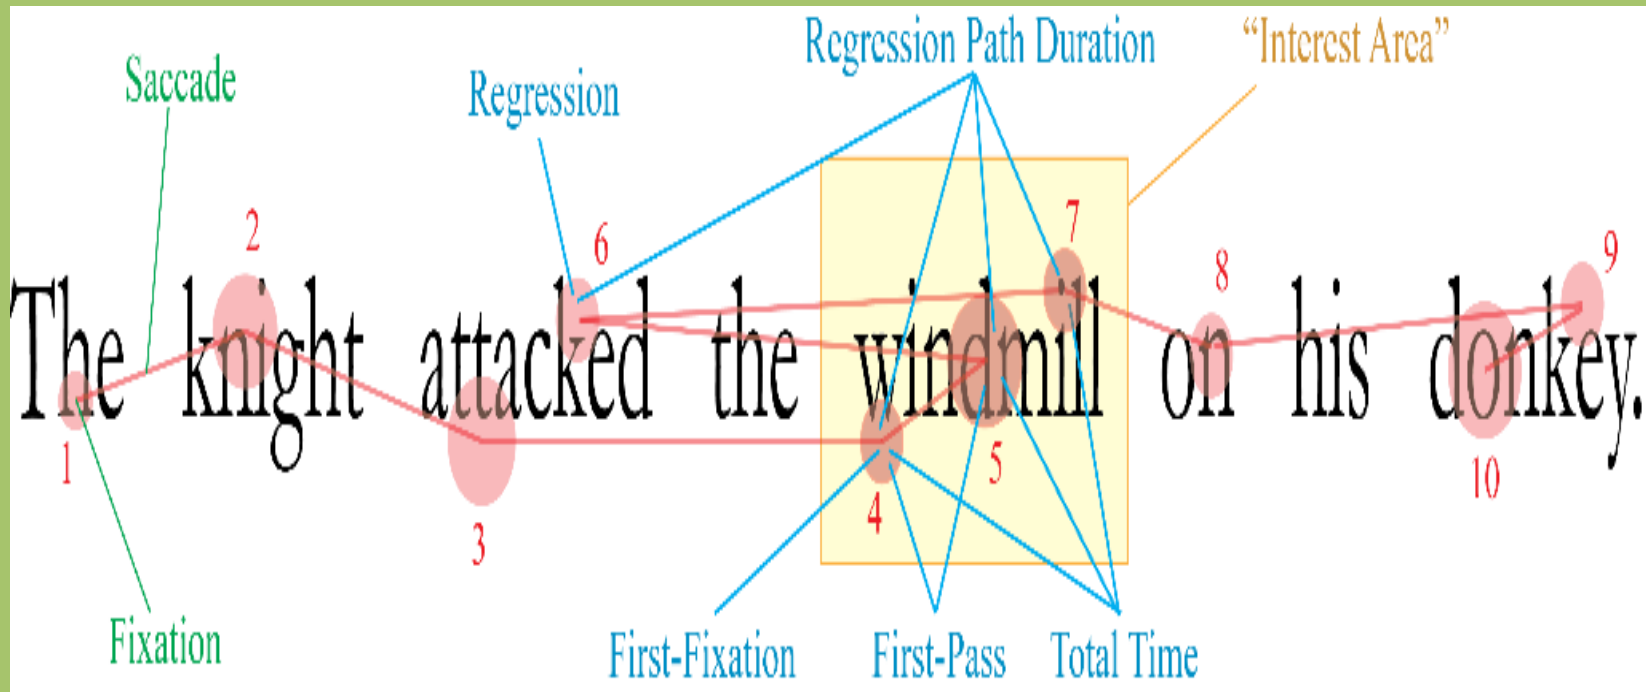 Regression Path Duration
“Interest Area”
Saccade
Regression
2
6
7
8
9
The knight attacked the windmill on his donkey.
1
3
4
5
10
Fixation
First-Fixation
First-Pass
Total Time